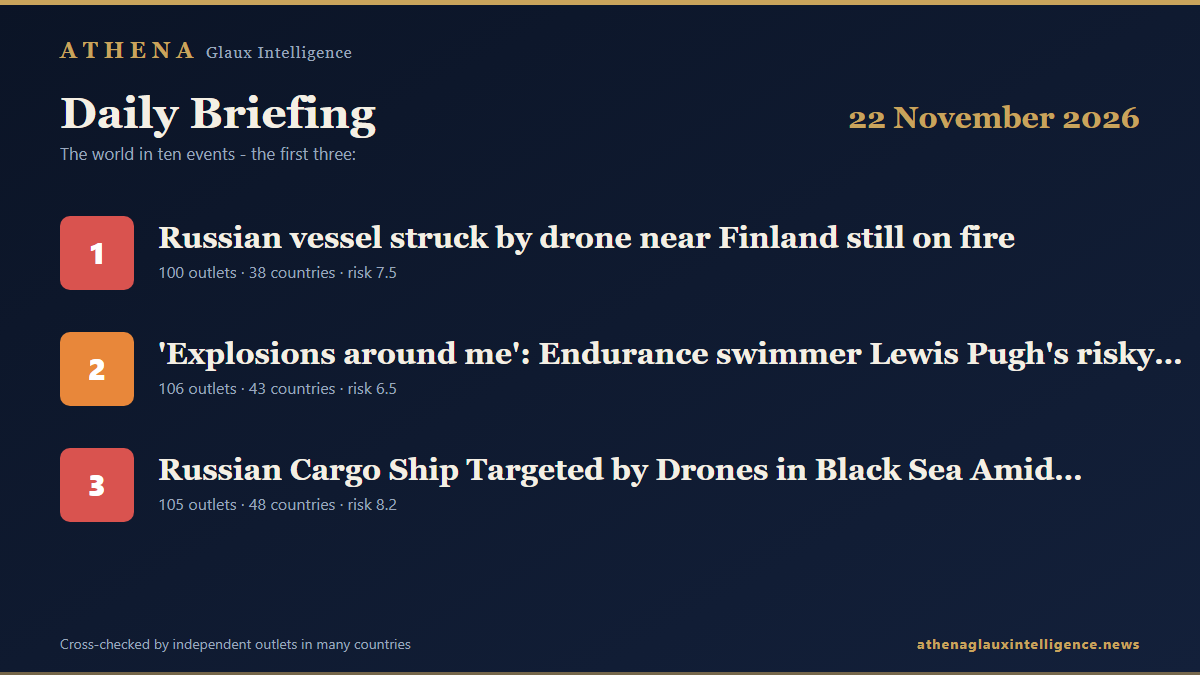 ATHENA Glaux Intelligence
Daily Briefing
22 November 2026
The world in ten events - the first three:
1
Russian vessel struck by drone near Finland still on fire
100 outlets · 38 countries · risk 7.5
2
'Explosions around me': Endurance swimmer Lewis Pugh's risky...
106 outlets · 43 countries · risk 6.5
3
Russian Cargo Ship Targeted by Drones in Black Sea Amid...
105 outlets · 48 countries · risk 8.2
Cross-checked by independent outlets in many countries
athenaglauxintelligence.news